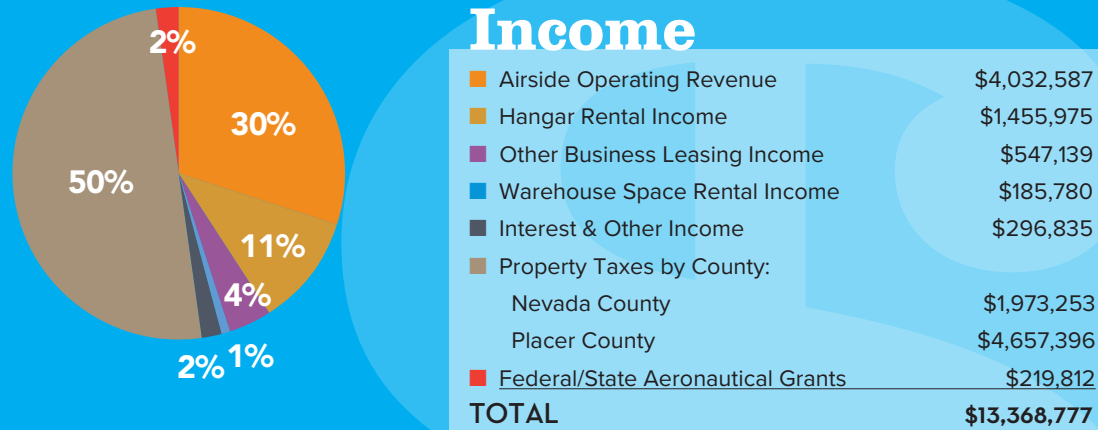 Income
2%
30%
50%
11%
4%
2%
1%
Airside Operating Revenue $4,032,587
Hangar Rental Income $1,455,975
Other Business Leasing Income $547,139
Warehouse Space Rental Income $185,780
Interest & Other Income $296,835
Property Taxes by County:
Nevada County $1,973,253
Placer County $4,657,396
Federal/State Aeronautical Grants $219,812
TOTAL $13,368,777